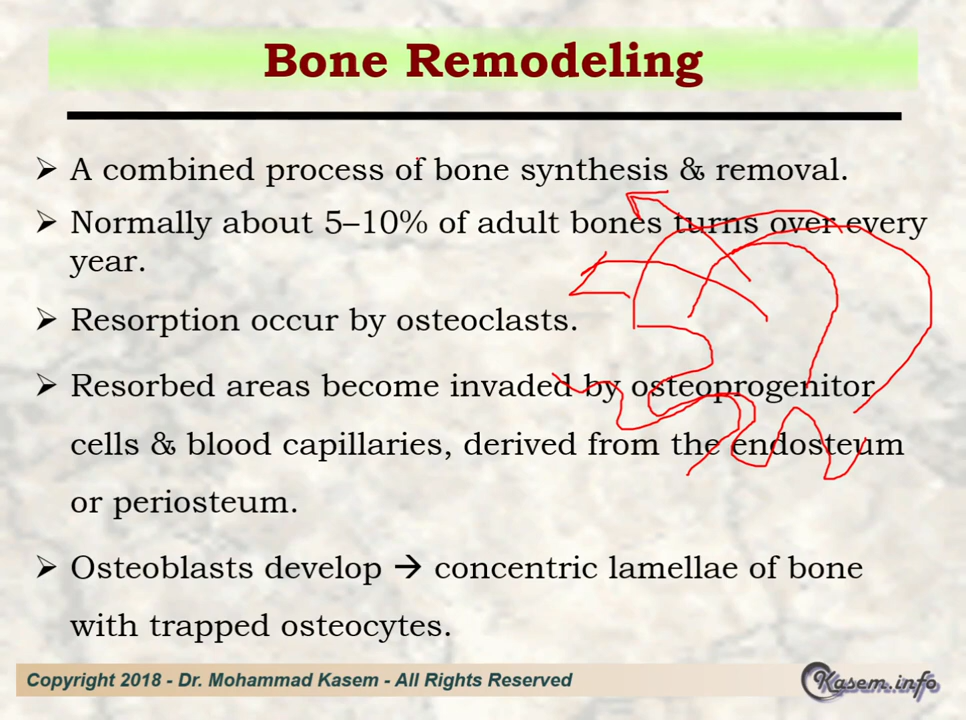 Bone Remodeling
➢ A combined process of bone synthesis & removal.
➢ Normally about 5–10% of adult bones turns over every
year.
➢ Resorption occur by osteoclasts.
➢ Resorbed areas become invaded by osteoprogenitor
cells & blood capillaries, derived from the endosteum
or periosteum.
➢ Osteoblasts develop → concentric lamellae of bone
with trapped osteocytes.
Copyright 2018 - Dr. Mohammad Kasem - All Rights Reserved
Kasem.info